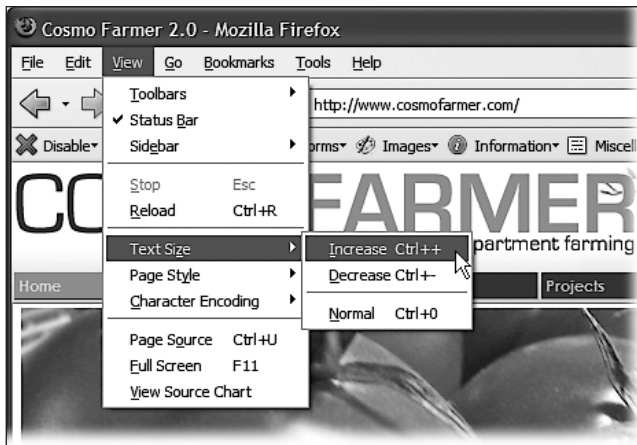 Cosmo Farmer 2.0 - Mozilla Firefox
File Edit View Go Bookmarks Tools Help
Toolbars
http://www.cosmofarmer.com/
Status Bar
Disable
Sidebar
orms Images Information Miscell
Stop Esc
Reload Ctrl+R
CO FARMER
partment farming
Text Size
Increase Ctrl++
Page Style
Decrease Ctrl+-
Home
Projects
Character Encoding
Normal Ctrl+0
Page Source Ctrl+U
Full Screen F11
View Source Chart